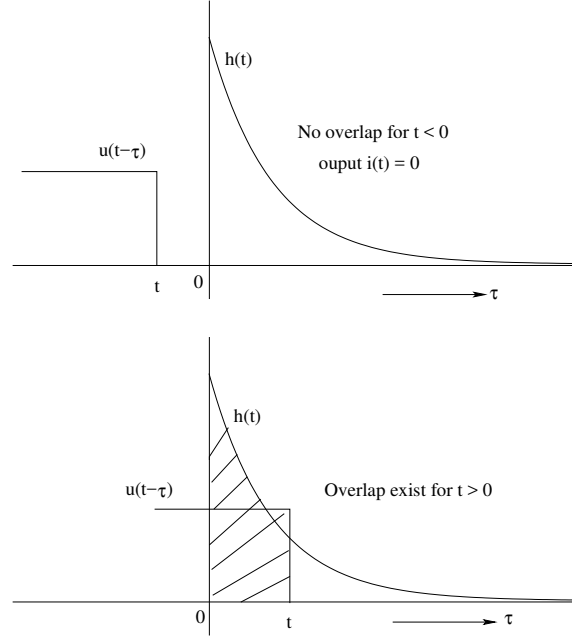 h(t)
No overlap for t < 0
ouput i(t) = 0
u(t−τ)
t
0
τ
h(t)
u(t−τ)
Overlap exist for t > 0
0
t
τ